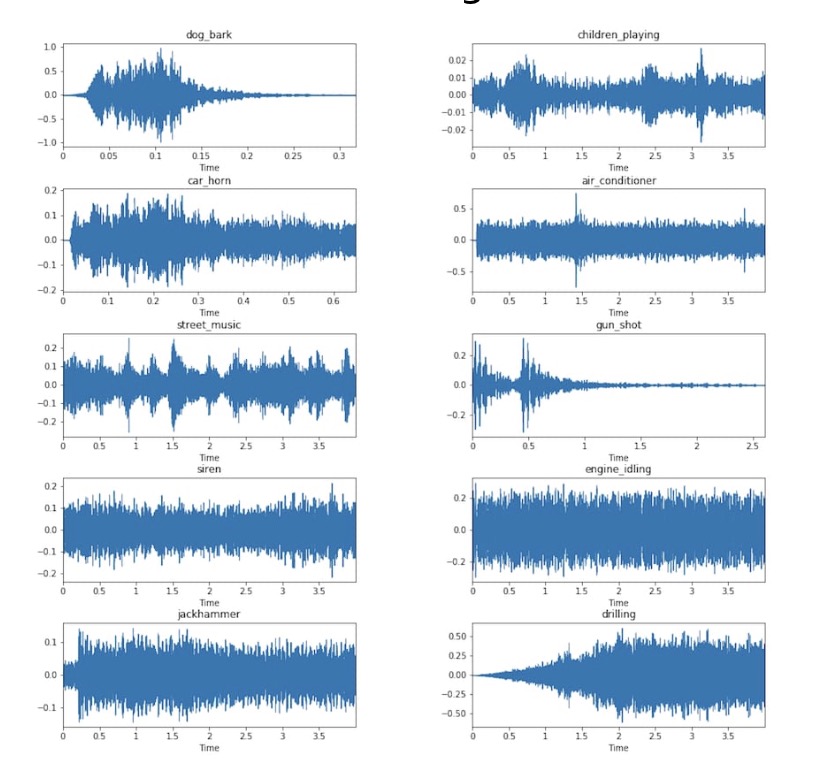 dog_bark
1.0
0.5
0.0
−0.5
−1.0
0 0.05 0.1 0.15 0.2 0.25 0.3
Time
children_playing
0.02
0.01
0.00
−0.01
−0.02
0 0.5 1 1.5 2 2.5 3 3.5
Time
car_horn
0.2
0.1
0.0
−0.1
−0.2
0 0.1 0.2 0.3 0.4 0.5 0.6
Time
air_conditioner
0.5
0.0
−0.5
0 0.5 1 1.5 2 2.5 3 3.5
Time
street_music
0.2
0.1
0.0
−0.1
−0.2
0 0.5 1 1.5 2 2.5 3 3.5
Time
gun_shot
0.2
0.0
−0.2
0 0.5 1 1.5 2 2.5
Time
siren
0.2
0.1
0.0
−0.1
−0.2
0 0.5 1 1.5 2 2.5 3 3.5
Time
engine_idling
0.2
0.0
−0.2
0 0.5 1 1.5 2 2.5 3 3.5
Time
jackhammer
0.1
0.0
−0.1
0 0.5 1 1.5 2 2.5 3 3.5
Time
drilling
0.50
0.25
0.00
−0.25
−0.50
0 0.5 1 1.5 2 2.5 3 3.5
Time